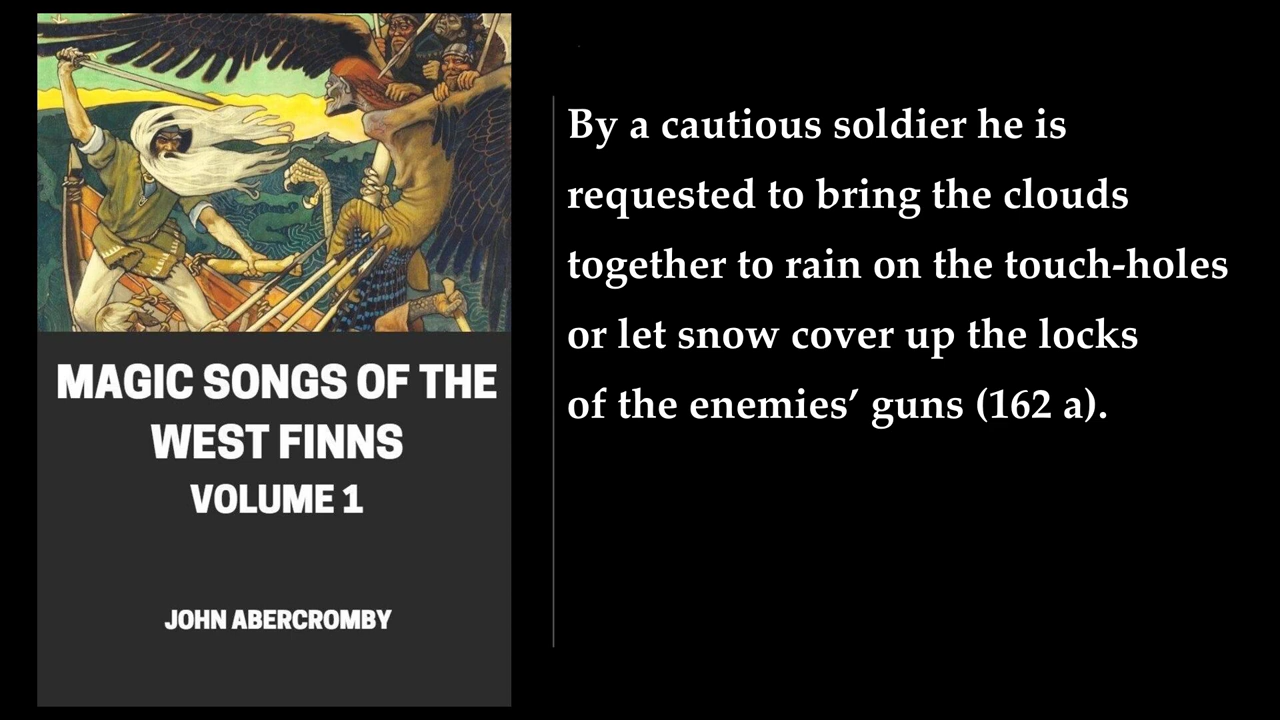 MAGIC SONGS OF THE
WEST FINNS
VOLUME 1
JOHN ABERCROMBY
By a cautious soldier he is
requested to bring the clouds
together to rain on the touch-holes
or let snow cover up the locks
of the enemies’ guns (162 a).